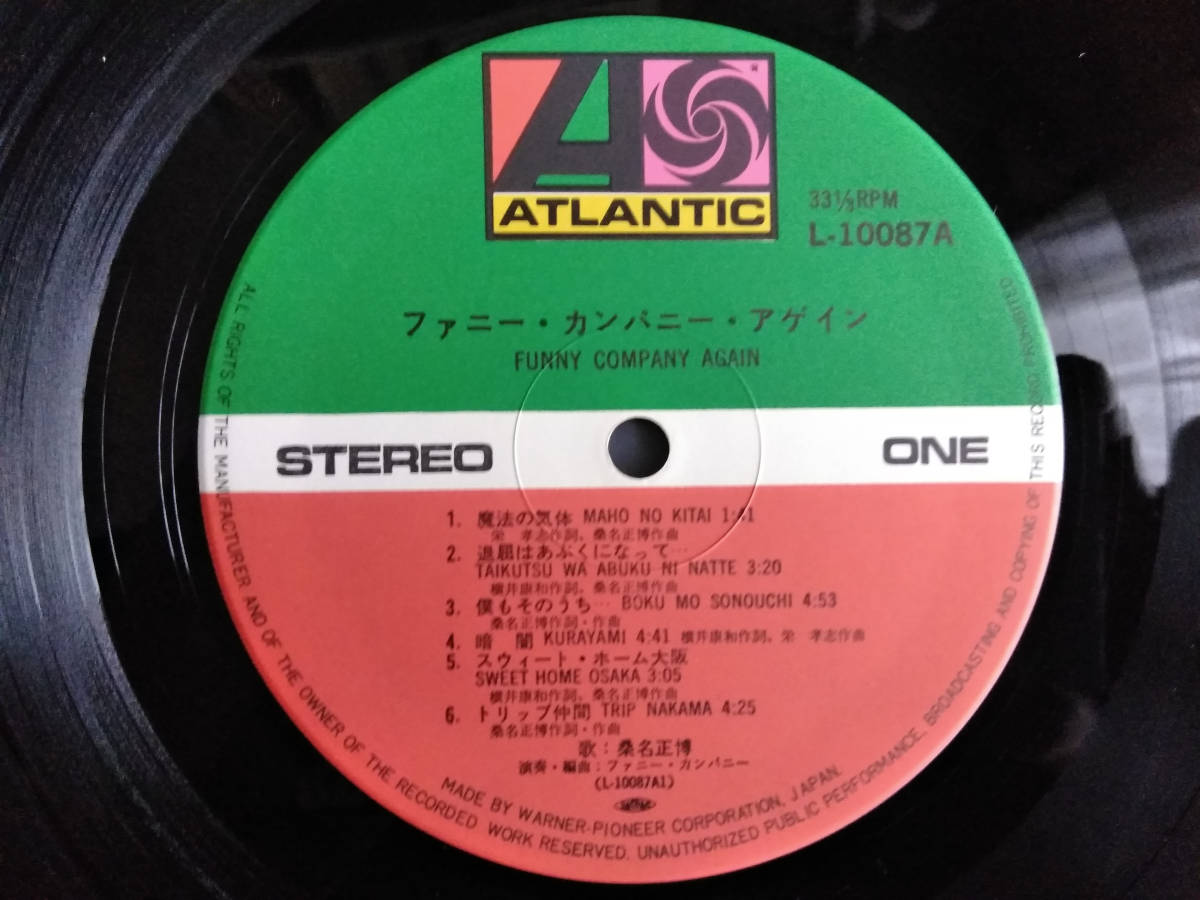 ATLANTIC
33⅓RPM
L-10087A
ファニー・カンパニー・アゲイン
FUNNY COMPANY AGAIN
STEREO
ONE
1. 魔法の気体 MAHO NO KITAI 1:41
栄 孝志作詞、桑名正博作曲
2. 退屈はあぶくになって…
TAIKUTSU WA ABUKU NI NATTE 3:20
横井康和作詞、桑名正博作曲
3. 僕もそのうち… BOKU MO SONOUCHI 4:53
桑名正博作詞・作曲
4. 暗 闇 KURAYAMI 4:41 横井康和作詞、栄 孝志作曲
5. スウィート・ホーム大阪
SWEET HOME OSAKA 3:05
横井康和作詞、桑名正博作曲
6. トリップ仲間 TRIP NAKAMA 4:25
桑名正博作詞・作曲
歌：桑名正博
演奏・編曲：ファニー・カンパニー
(L-10087A1)
MADE BY WARNER-PIONEER CORPORATION, JAPAN.
ALL RIGHTS OF THE MANUFACTURER AND OF THE OWNER OF THE RECORDED WORK RESERVED. UNAUTHORIZED PUBLIC PERFORMANCE, BROADCASTING AND COPYING OF THIS RECORD PROHIBITED